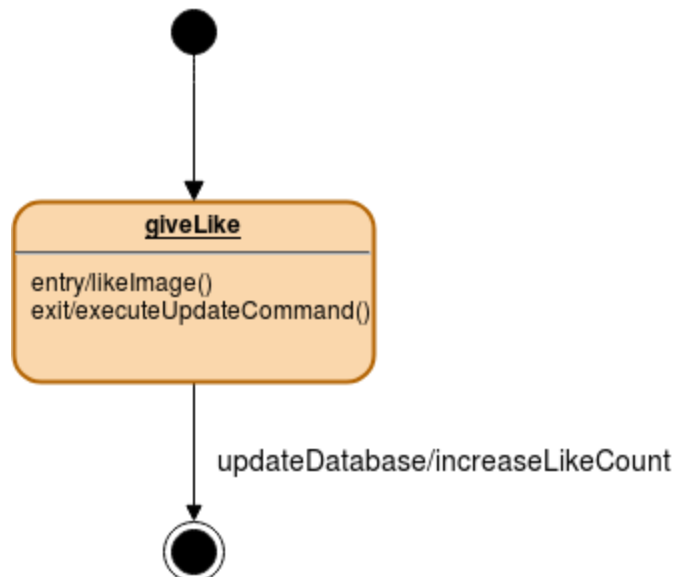 giveLike
entry/likeImage()
exit/executeUpdateCommand()
updateDatabase/increaseLikeCount